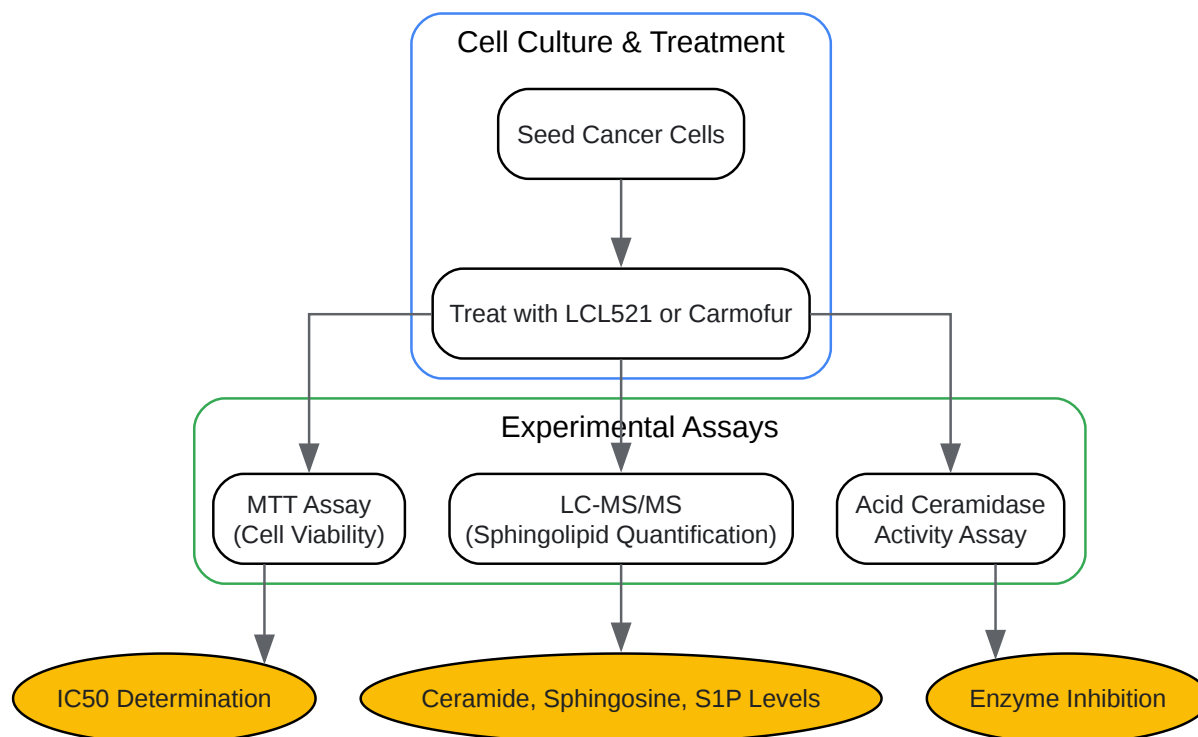 Cell Culture & Treatment
Seed Cancer Cells
Treat with LCL521 or Carmofur
Experimental Assays
MTT Assay
(Cell Viability)
LC-MS/MS
(Sphingolipid Quantification)
Acid Ceramidase
Activity Assay
IC50 Determination
Ceramide, Sphingosine, S1P Levels
Enzyme Inhibition